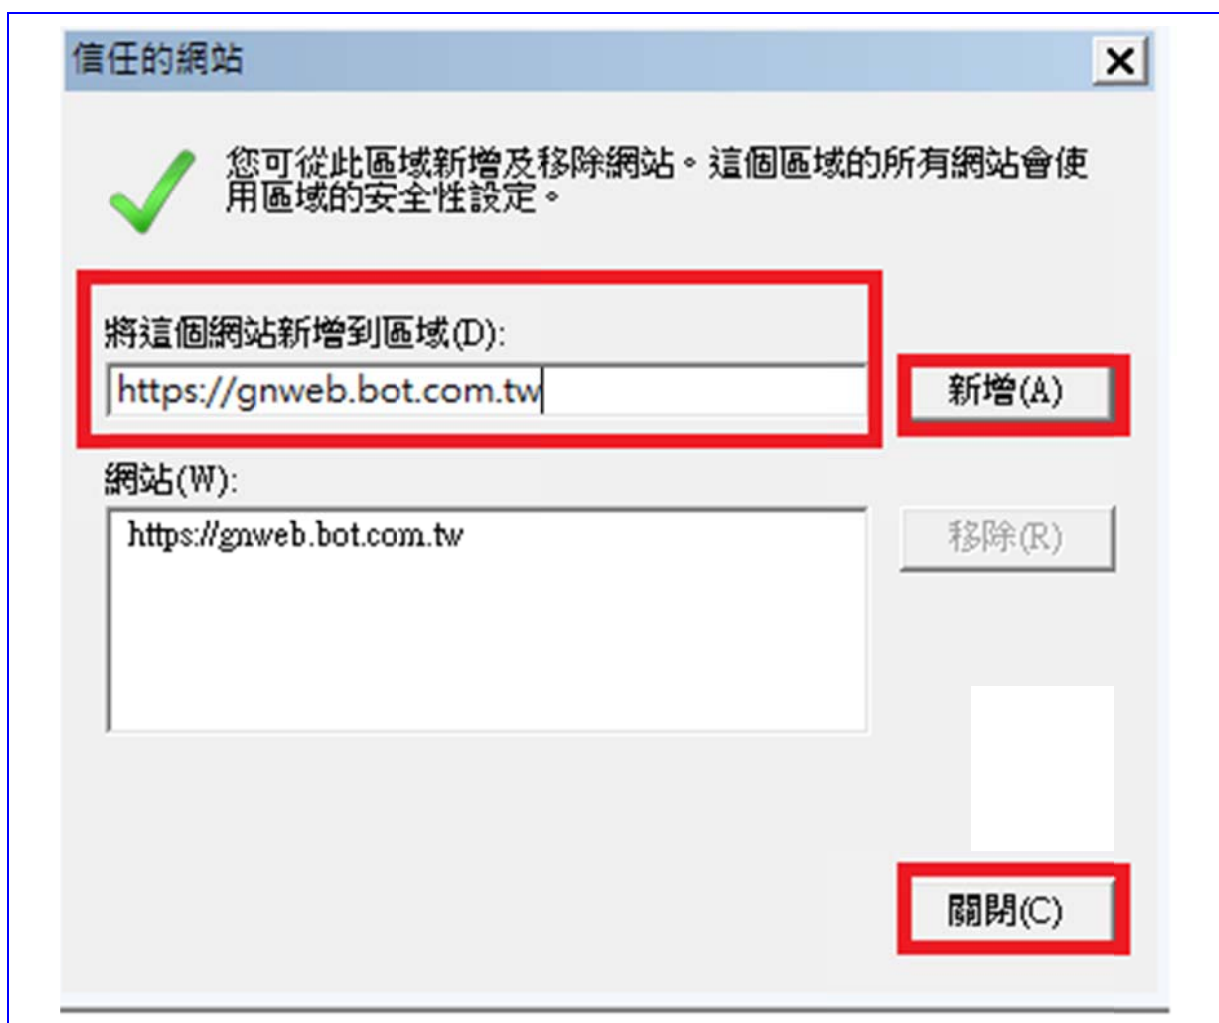 信任的網站
您可從此區域新增及移除網站。這個區域的所有網站會使
用區域的安全性設定。
將這個網站新增到區域(D):
https://gnweb.bot.com.tw
新增(A)
網站(W):
https://gnweb.bot.com.tw
移除(R)
關閉(C)